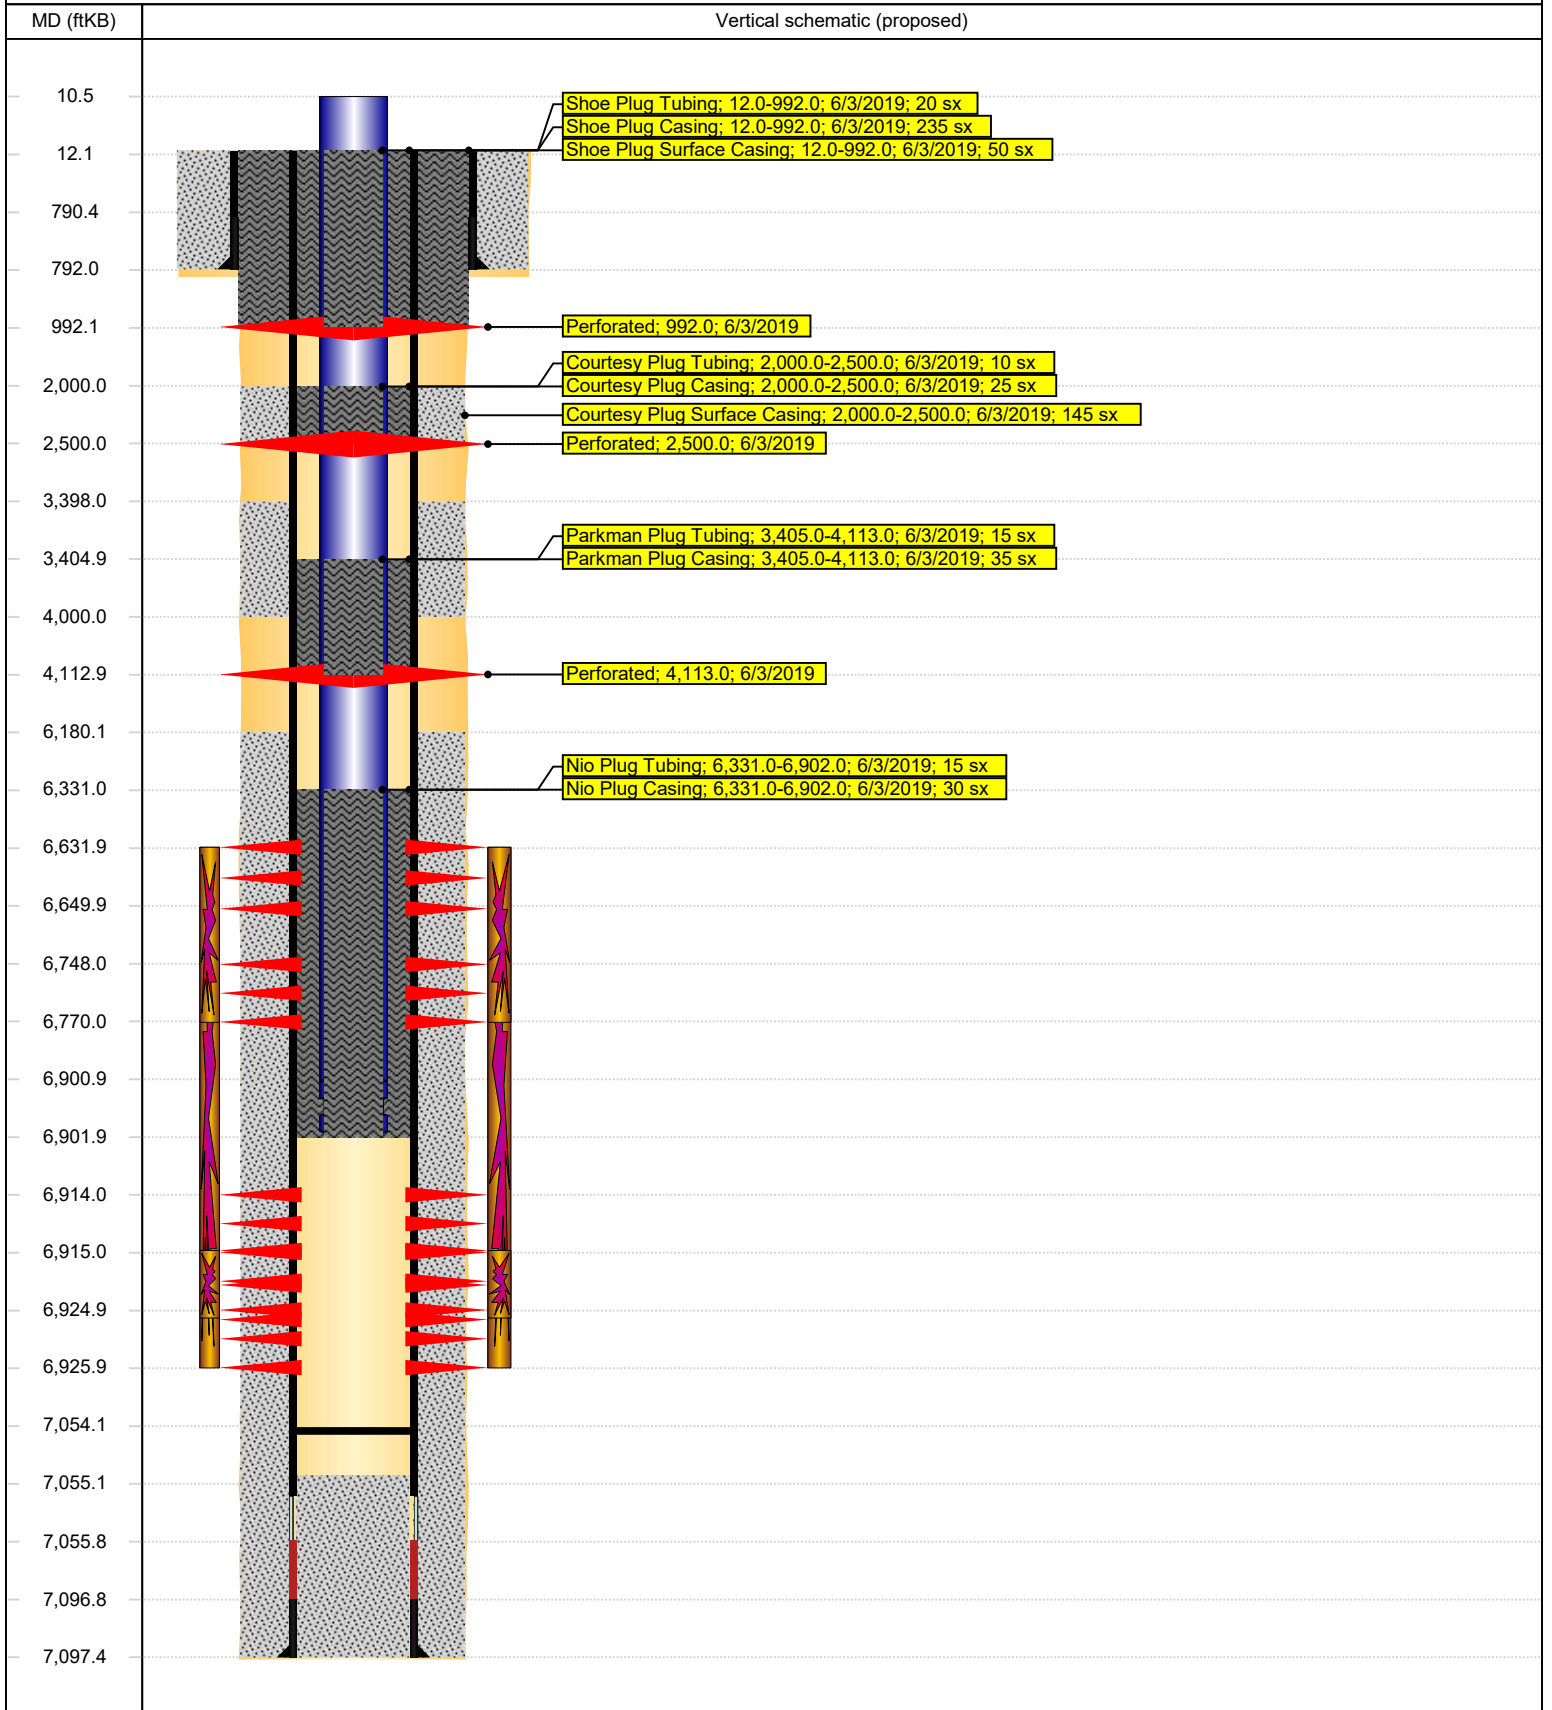 MD (ftKB)
Vertical schematic (proposed)
10.5
Shoe Plug Tubing; 12.0-992.0; 6/3/2019; 20 sx
Shoe Plug Casing; 12.0-992.0; 6/3/2019; 235 sx
12.1
Shoe Plug Surface Casing; 12.0-992.0; 6/3/2019; 50 sx
790.4
792.0
992.1
Perforated; 992.0; 6/3/2019
Courtesy Plug Tubing; 2,000.0-2,500.0; 6/3/2019; 10 sx
2,000.0
Courtesy Plug Casing; 2,000.0-2,500.0; 6/3/2019; 25 sx
Courtesy Plug Surface Casing; 2,000.0-2,500.0; 6/3/2019; 145 sx
2,500.0
Perforated; 2,500.0; 6/3/2019
3,398.0
Parkman Plug Tubing; 3,405.0-4,113.0; 6/3/2019; 15 sx
3,404.9
Parkman Plug Casing; 3,405.0-4,113.0; 6/3/2019; 35 sx
4,000.0
4,112.9
Perforated; 4,113.0; 6/3/2019
6,180.1
Nio Plug Tubing; 6,331.0-6,902.0; 6/3/2019; 15 sx
6,331.0
Nio Plug Casing; 6,331.0-6,902.0; 6/3/2019; 30 sx
6,631.9
6,649.9
6,748.0
6,770.0
6,900.9
6,901.9
6,914.0
6,915.0
6,924.9
6,925.9
7,054.1
7,055.1
7,055.8
7,096.8
7,097.4